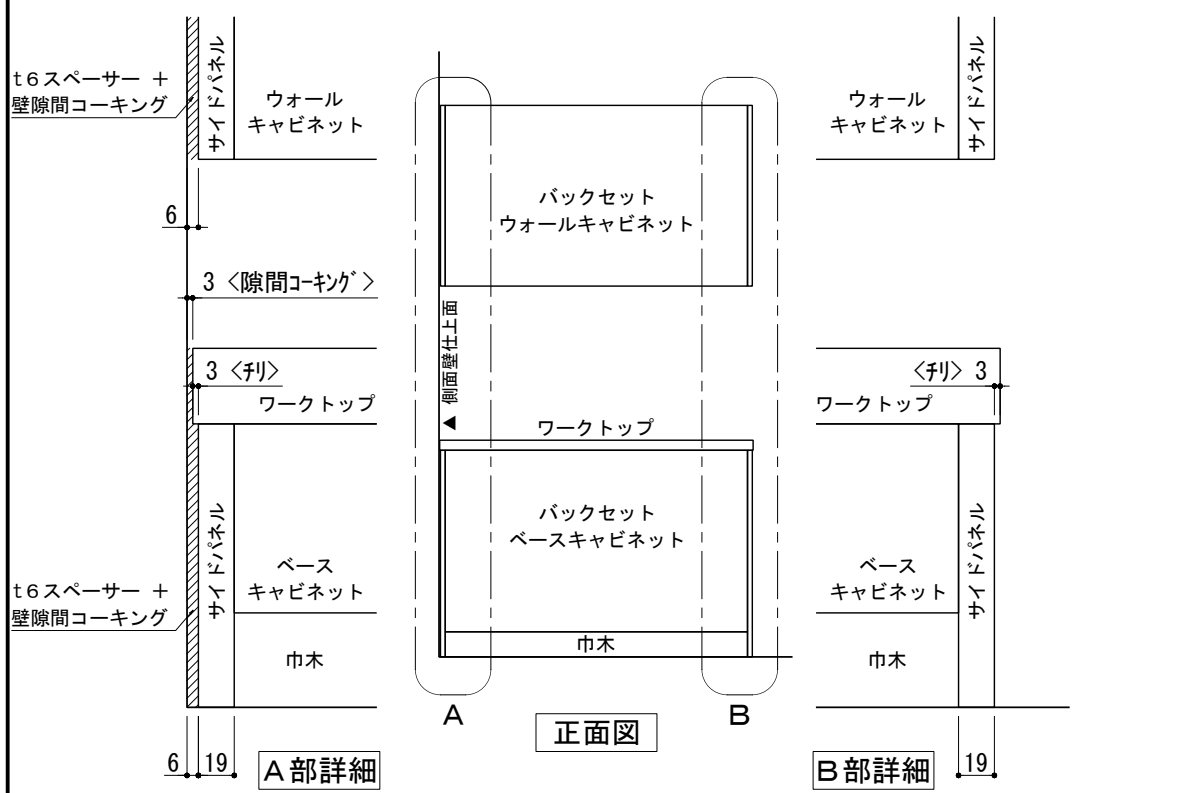 t6スペーサー ＋
壁隙間コーキング
サイドパネル
ウォール
キャビネット
6
3 <隙間ｺｰｷﾝｸﾞ>
3 <ﾁﾘ>
ワークトップ
サイドパネル
ベース
キャビネット
t6スペーサー ＋
壁隙間コーキング
巾木
6
19
A部詳細
バックセット
ウォールキャビネット
側面壁仕上面
ワークトップ
バックセット
ベースキャビネット
巾木
A
B
正面図
ウォール
キャビネット
サイドパネル
<ﾁﾘ> 3
ワークトップ
ベース
キャビネット
サイドパネル
巾木
B部詳細
19